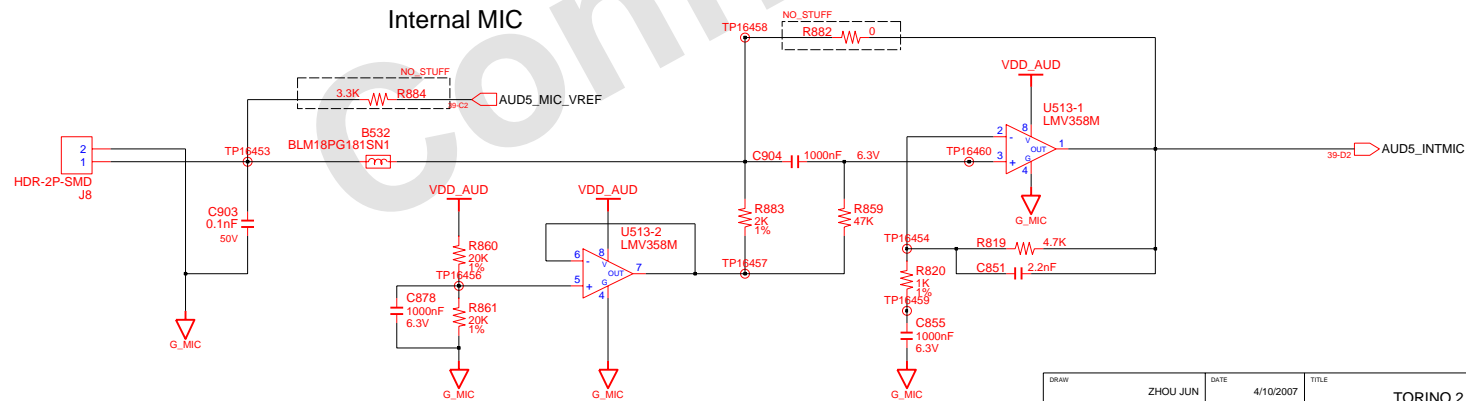 Internal MIC
NO_STUFF
TP16458
R882 0
NO_STUFF
3.3K R884
39-C2
AUD5_MIC_VREF
VDD_AUD
U513-1
LMV358M
B532
BLM18PG181SN1
2
1
HDR-2P-SMD
J8
TP16453
C904 1000nF 6.3V
TP16460
2
-
3
+
8
V
OUT
G
4
1
39-D2
AUD5_INTMIC
G_MIC
C903
0.1nF
50V
VDD_AUD
VDD_AUD
R883
2K
1%
R859
47K
U513-2
LMV358M
R860
20K
1%
TP16456
6
-
5
+
8
V
OUT
G
4
7
TP16457
TP16454
R819 4.7K
C851 2.2nF
R820
1K
1%
TP16459
C878
1000nF
6.3V
R861
20K
1%
C855
1000nF
6.3V
G_MIC
G_MIC
G_MIC
G_MIC
DRAW
ZHOU JUN
DATE
4/10/2007
TITLE
TORINO 2